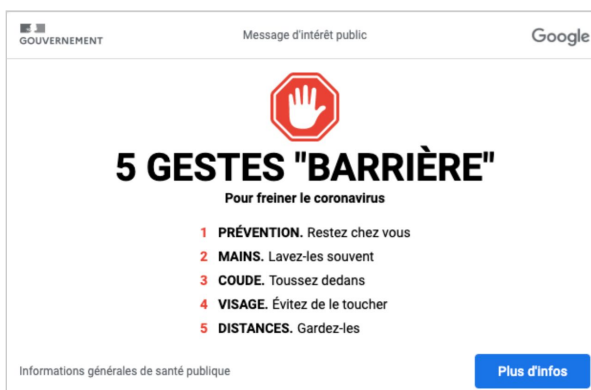 GOUVERNEMENT
Message d'intérêt public
Google
5 GESTES "BARRIÈRE"
Pour freiner le coronavirus
1 PRÉVENTION. Restez chez vous
2 MAINS. Lavez-les souvent
3 COUDE. Toussez dedans
4 VISAGE. Évitez de le toucher
5 DISTANCES. Gardez-les
Informations générales de santé publique
Plus d'infos